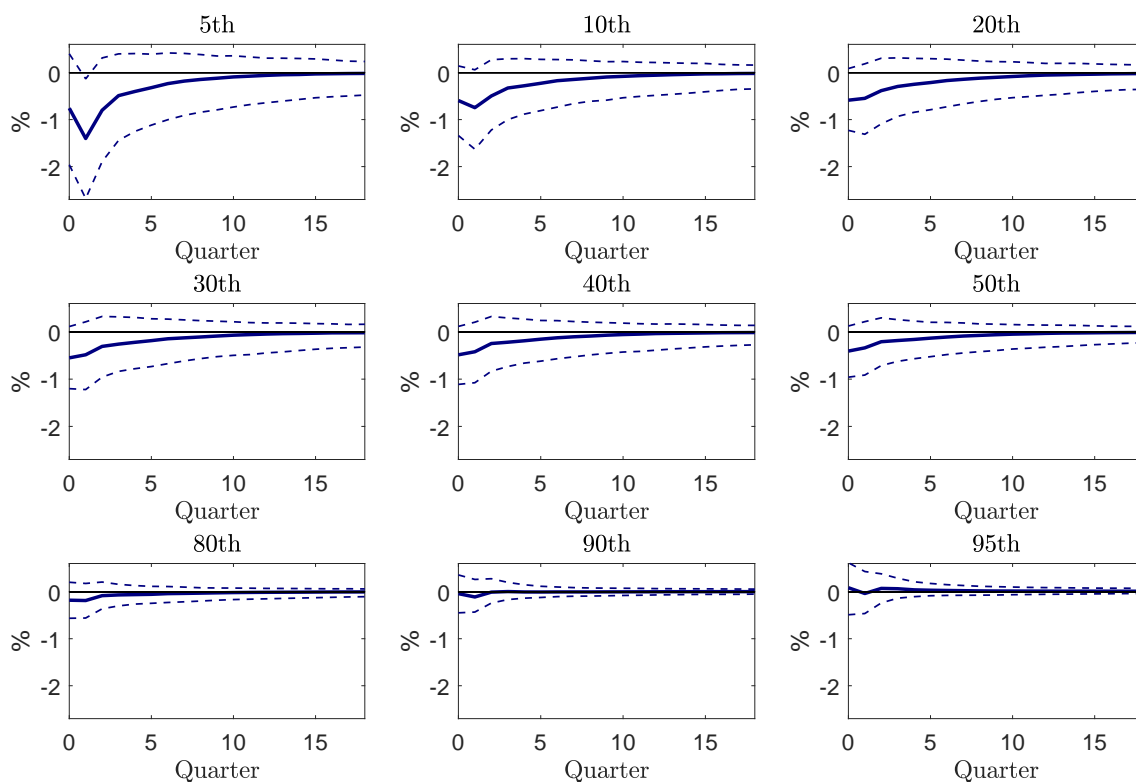 5th 10th 20th
0 0 0
% -1 % -1 % -1
-2 -2 -2
0 5 10 15 0 5 10 15 0 5 10 15
Quarter Quarter Quarter
30th 40th 50th
0 0 0
% -1 % -1 % -1
-2 -2 -2
0 5 10 15 0 5 10 15 0 5 10 15
Quarter Quarter Quarter
80th 90th 95th
0 0 0
% -1 % -1 % -1
-2 -2 -2
0 5 10 15 0 5 10 15 0 5 10 15
Quarter Quarter Quarter